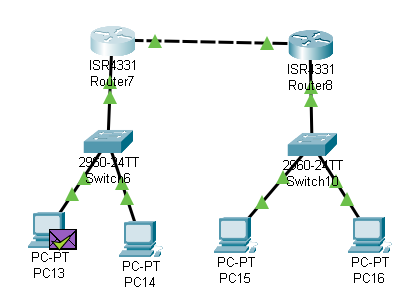 ISR4331
Router7
ISR4331
Router8
2960-24TT
Switch6
2960-24TT
Switch10
PC-PT
PC13
PC-PT
PC14
PC-PT
PC15
PC-PT
PC16